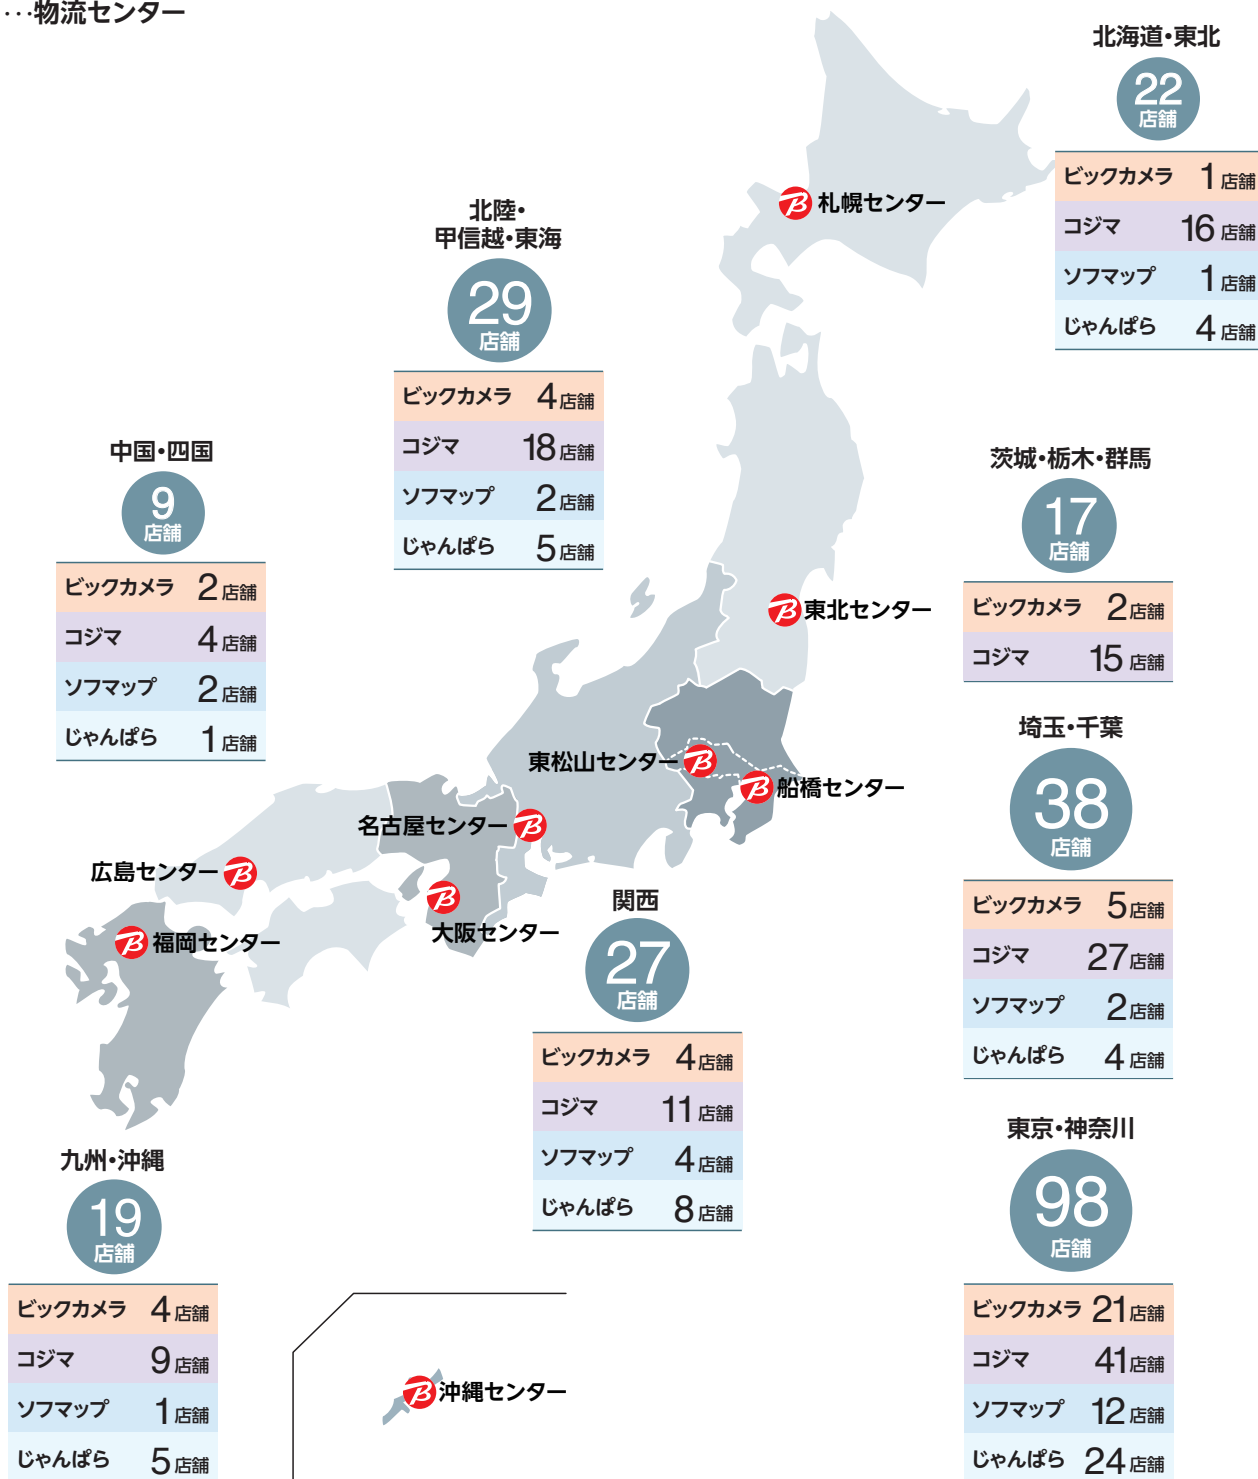 …物流センター
北海道・東北
22
店舗
ビックカメラ 1店舗
コジマ 16店舗
ソフマップ 1店舗
じゃんぱら 4店舗
札幌センター
北陸・
甲信越・東海
29
店舗
ビックカメラ 4店舗
コジマ 18店舗
ソフマップ 2店舗
じゃんぱら 5店舗
中国・四国
9
店舗
ビックカメラ 2店舗
コジマ 4店舗
ソフマップ 2店舗
じゃんぱら 1店舗
茨城・栃木・群馬
17
店舗
ビックカメラ 2店舗
コジマ 15店舗
東北センター
東松山センター
船橋センター
名古屋センター
広島センター
大阪センター
福岡センター
埼玉・千葉
38
店舗
ビックカメラ 5店舗
コジマ 27店舗
ソフマップ 2店舗
じゃんぱら 4店舗
関西
27
店舗
ビックカメラ 4店舗
コジマ 11店舗
ソフマップ 4店舗
じゃんぱら 8店舗
九州・沖縄
19
店舗
ビックカメラ 4店舗
コジマ 9店舗
ソフマップ 1店舗
じゃんぱら 5店舗
沖縄センター
東京・神奈川
98
店舗
ビックカメラ 21店舗
コジマ 41店舗
ソフマップ 12店舗
じゃんぱら 24店舗